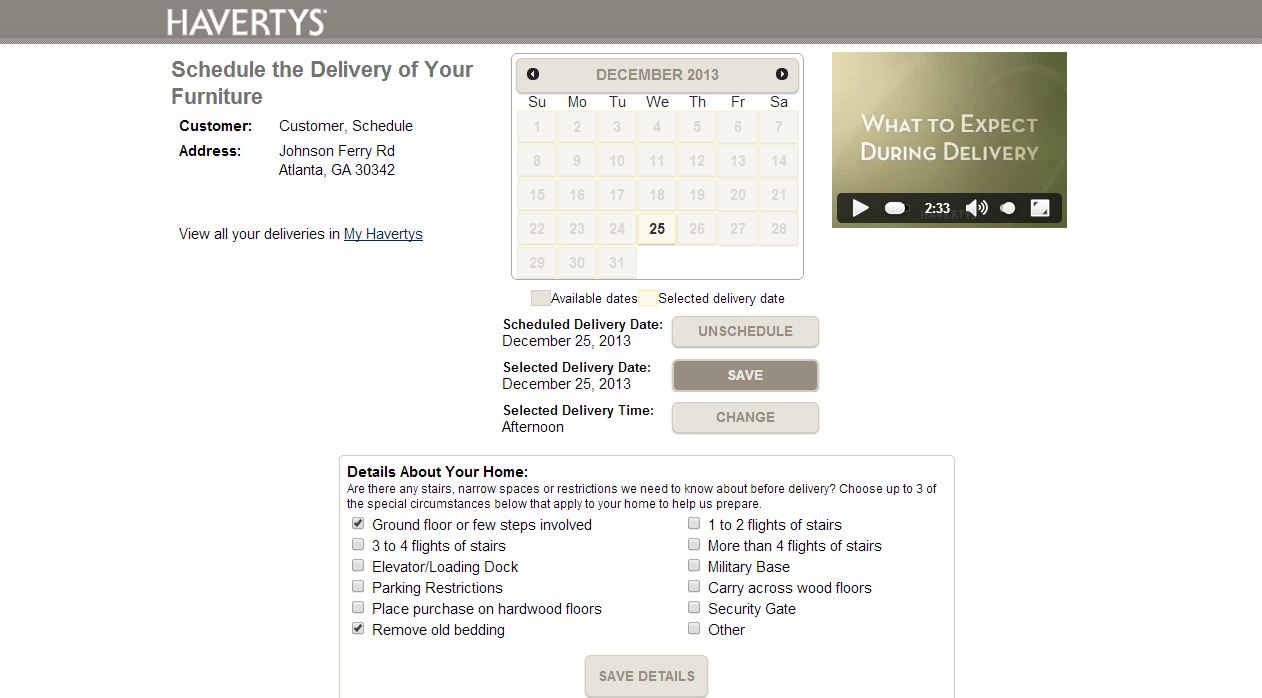 HAVERTYS
Schedule the Delivery of Your
Furniture
Customer: Customer, Schedule
Address: Johnson Ferry Rd
Atlanta, GA 30342
View all your deliveries in My Havertys
DECEMBER 2013
Su Mo Tu We Th Fr Sa
1 2 3 4 5 6 7
8 9 10 11 12 13 14
15 16 17 18 19 20 21
22 23 24 25 26 27 28
29 30 31
Available dates Selected delivery date
Scheduled Delivery Date:
December 25, 2013
UNSCHEDULE
Selected Delivery Date:
December 25, 2013
SAVE
Selected Delivery Time:
Afternoon
CHANGE
WHAT TO EXPECT
DURING DELIVERY
2:33
HAVERTYS
Details About Your Home:
Are there any stairs, narrow spaces or restrictions we need to know about before delivery? Choose up to 3 of
the special circumstances below that apply to your home to help us prepare.
Ground floor or few steps involved
1 to 2 flights of stairs
3 to 4 flights of stairs
More than 4 flights of stairs
Elevator/Loading Dock
Military Base
Parking Restrictions
Carry across wood floors
Place purchase on hardwood floors
Security Gate
Remove old bedding
Other
SAVE DETAILS